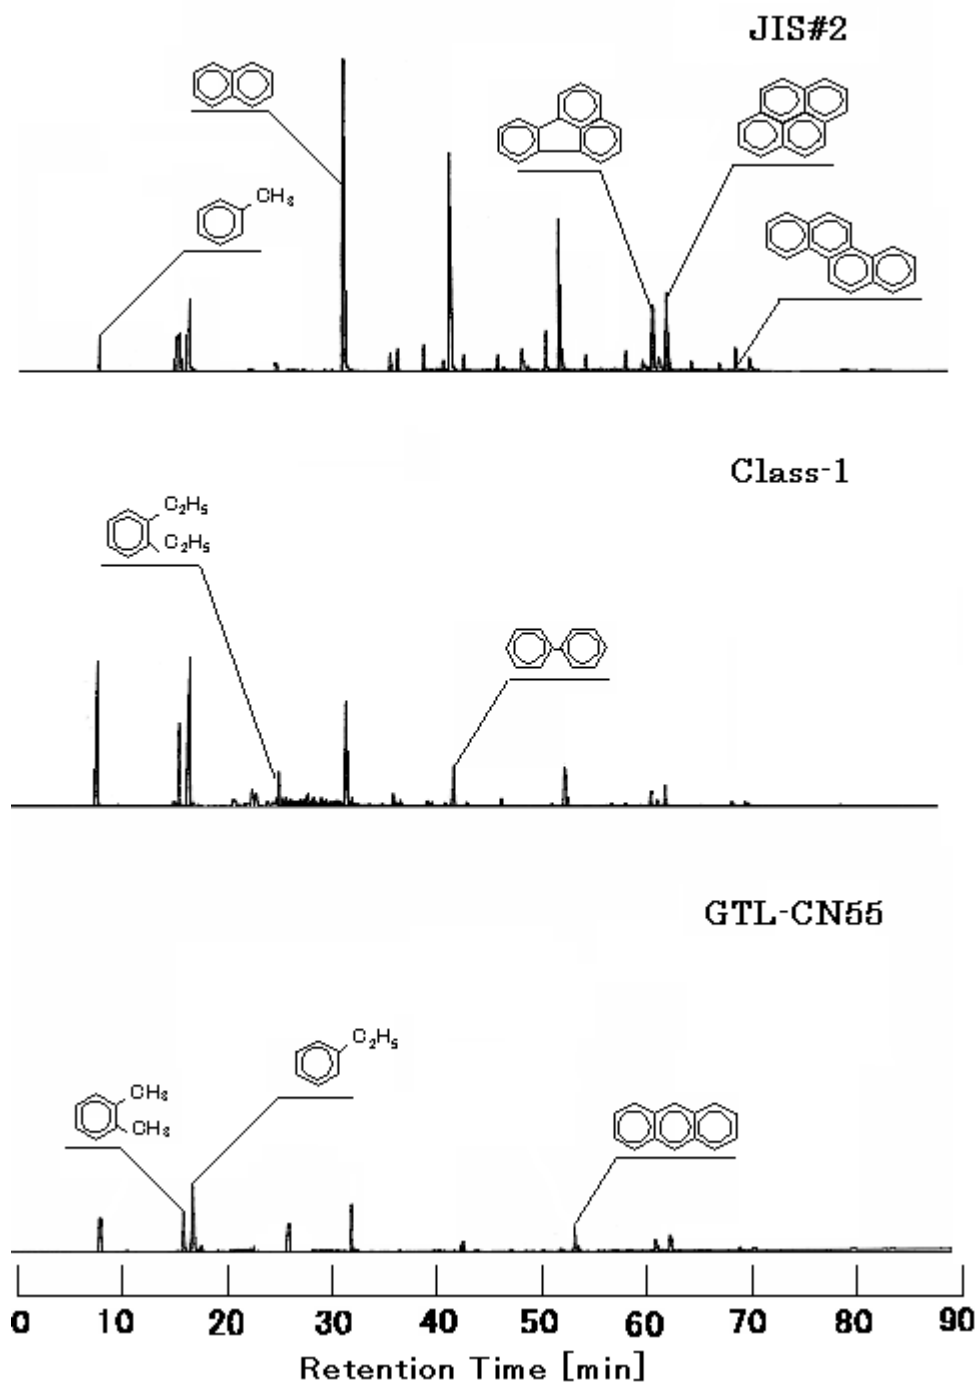 JIS#2
CH₃
Class-1
C₂H₅
C₂H₅
GTL-CN55
C₂H₅
CH₃
CH₃
0 10 20 30 40 50 60 70 80 90
Retention Time [min]